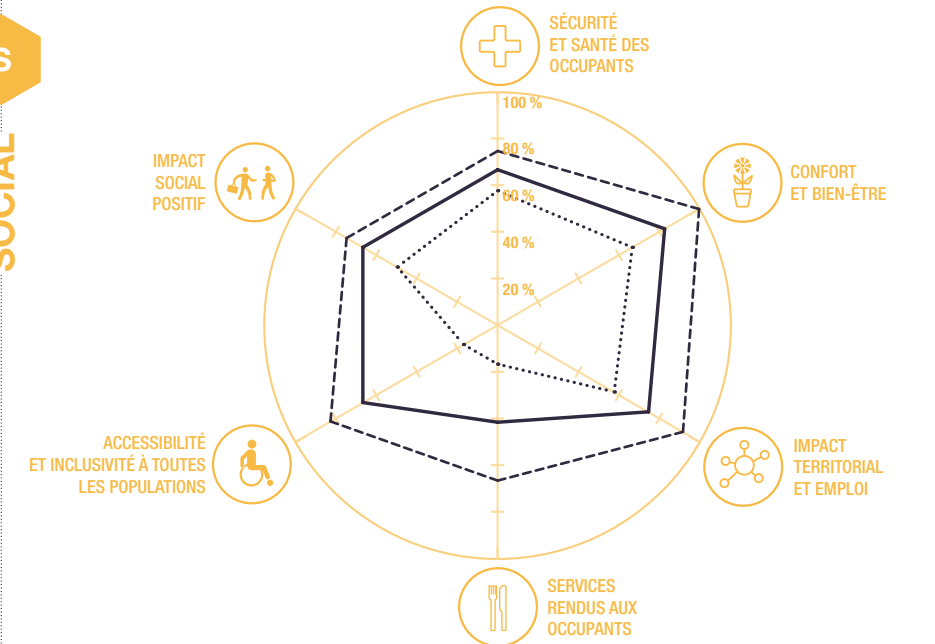 S
SOCIAL
SÉCURITÉ
ET SANTÉ DES
OCCUPANTS
100 %
80 %
60 %
40 %
20 %
IMPACT
SOCIAL
POSITIF
CONFORT
ET BIEN-ÊTRE
ACCESSIBILITÉ
ET INCLUSIVITÉ À TOUTES
LES POPULATIONS
IMPACT
TERRITORIAL
ET EMPLOI
SERVICES
RENDUS AUX
OCCUPANTS